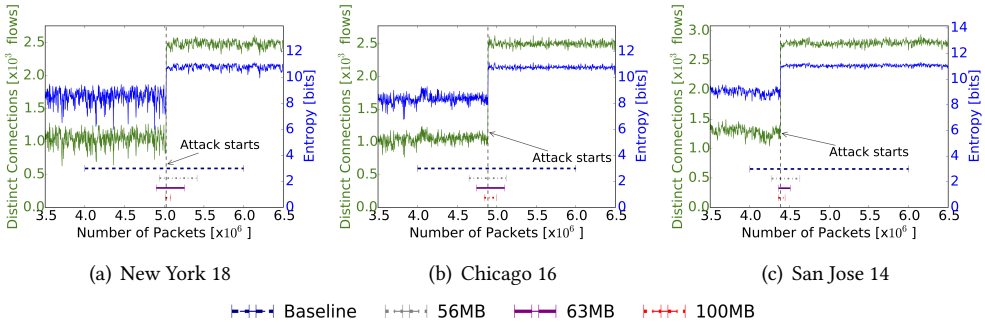 Distinct Connections [x10³ flows]
2.5
2.0
1.5
1.0
0.5
0.0
12
10
8
6
4
2
0
Entropy [bits]
Attack starts
3.5 4.0 4.5 5.0 5.5 6.0 6.5
Number of Packets [x10⁶ ]
(a) New York 18
Distinct Connections [x10³ flows]
2.5
2.0
1.5
1.0
0.5
0.0
12
10
8
6
4
2
0
Entropy [bits]
Attack starts
3.5 4.0 4.5 5.0 5.5 6.0 6.5
Number of Packets [x10⁶ ]
(b) Chicago 16
Distinct Connections [x10³ flows]
3.0
2.5
2.0
1.5
1.0
0.5
0.0
14
12
10
8
6
4
2
0
Entropy [bits]
Attack starts
3.5 4.0 4.5 5.0 5.5 6.0 6.5
Number of Packets [x10⁶ ]
(c) San Jose 14
Baseline 56MB 63MB 100MB